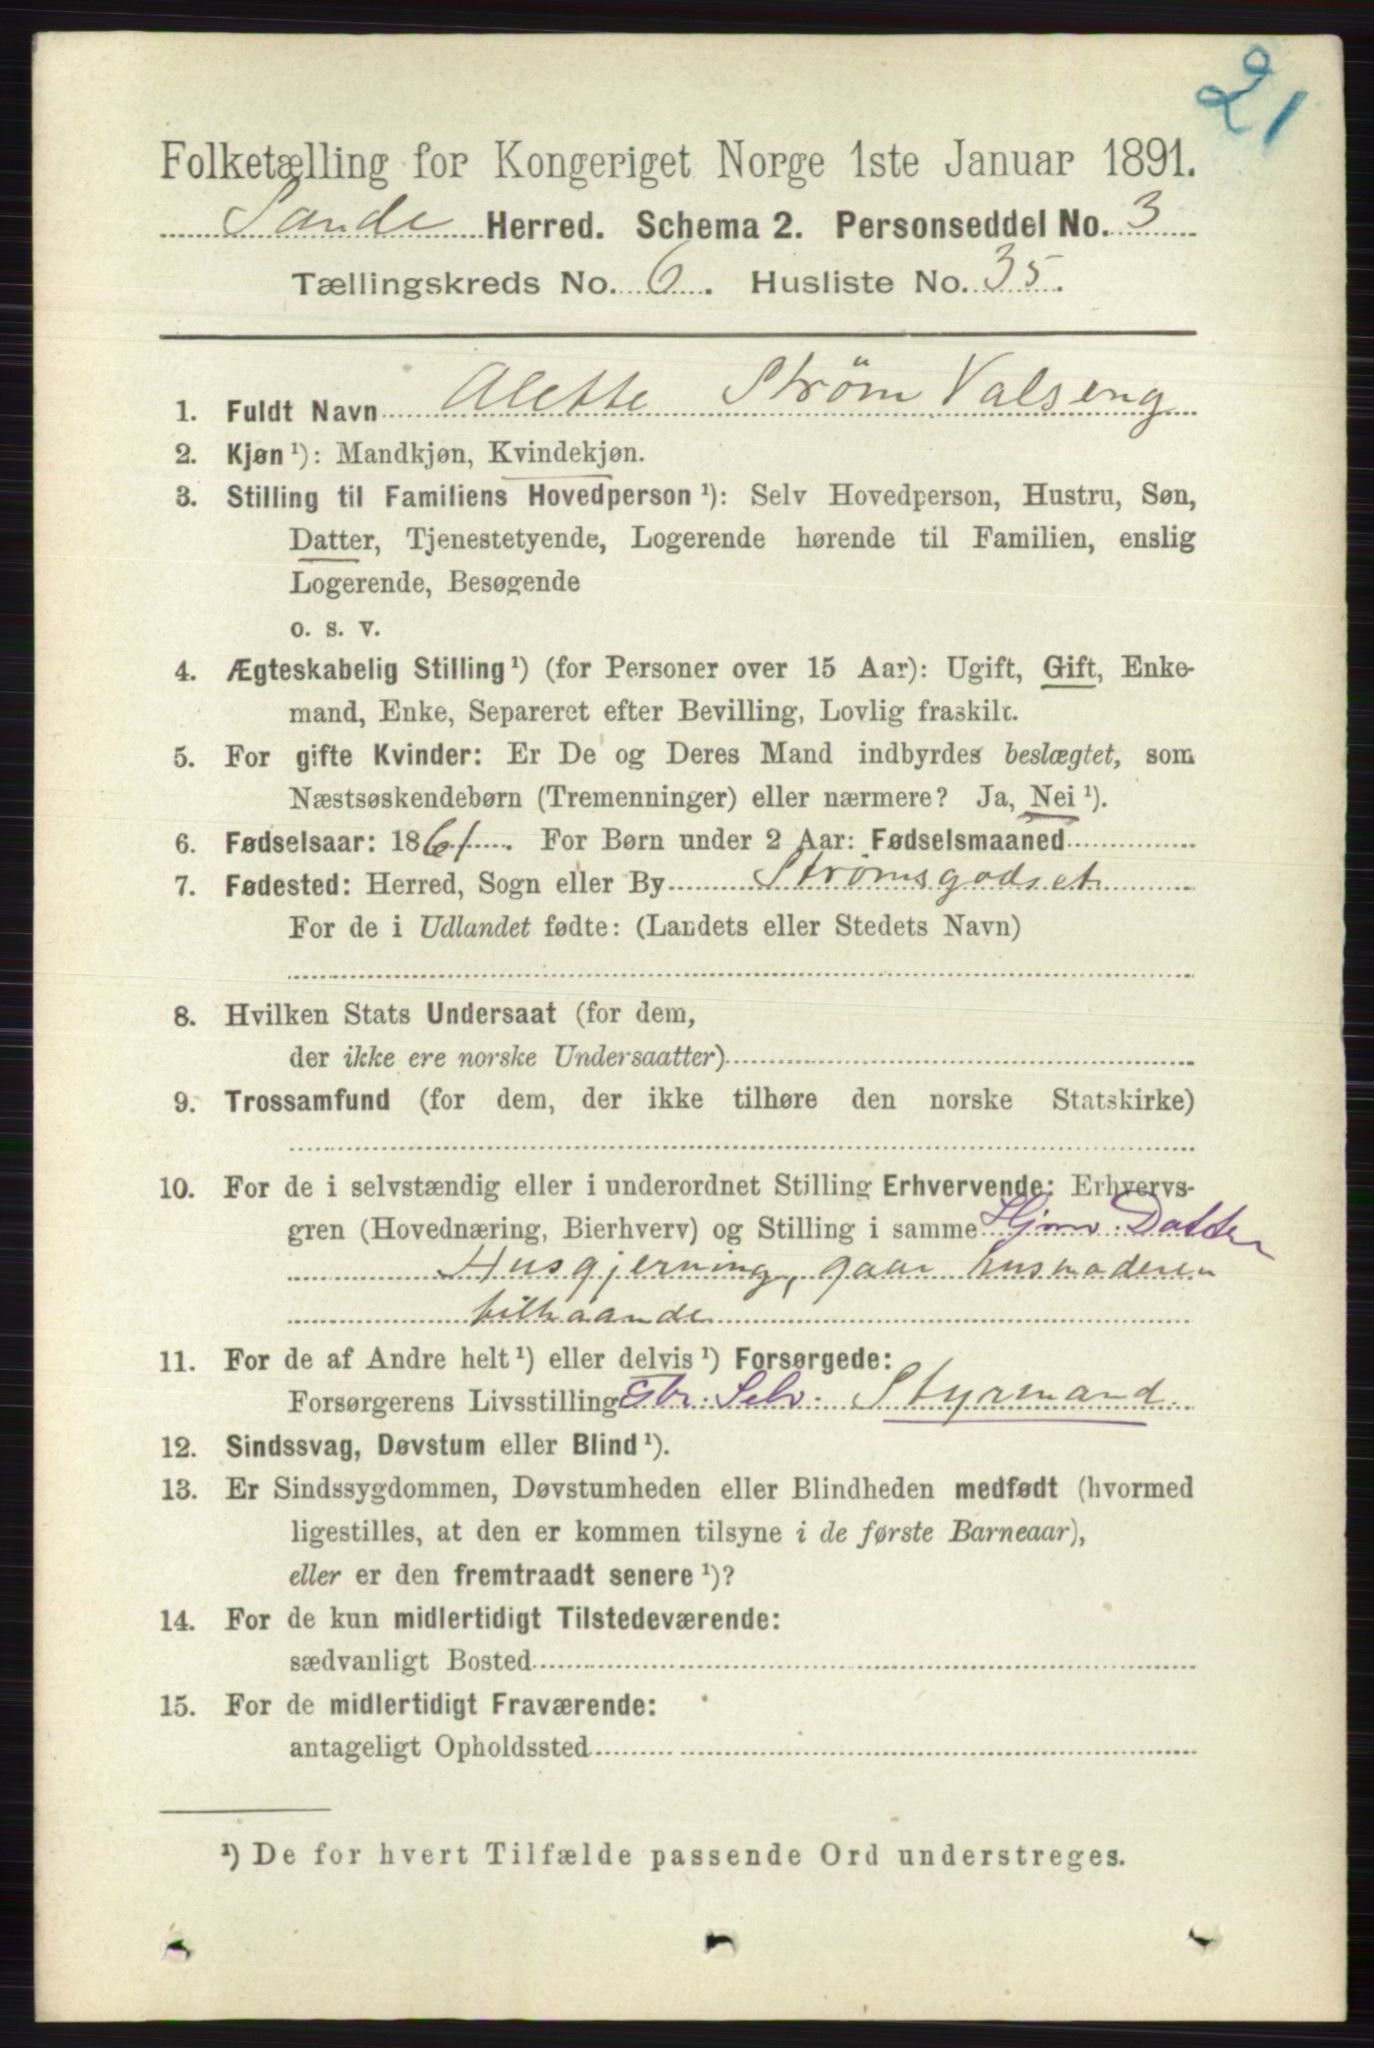 21
Folketælling for Kongeriget Norge 1ste Januar 1891.
Sande Herred. Schema 2. Personseddel No. 3
Tællingskreds No. 6. Husliste No. 35.
1. Fuldt Navn Alette Strøm Valseng
2. Kjøn ¹): Mandkjøn, Kvindekjøn.
3. Stilling til Familiens Hovedperson ¹): Selv Hovedperson, Hustru, Søn,
Datter, Tjenestetyende, Logerende hørende til Familien, enslig
Logerende, Besøgende
o. s. v.
4. Ægteskabelig Stilling ¹) (for Personer over 15 Aar): Ugift, Gift, Enke-
mand, Enke, Separeret efter Bevilling, Lovlig fraskilt.
5. For gifte Kvinder: Er De og Deres Mand indbyrdes beslægtet, som
Næstsøskendebørn (Tremenninger) eller nærmere? Ja, Nei ¹).
6. Fødselsaar: 1861. For Børn under 2 Aar: Fødselsmaaned
7. Fødested: Herred, Sogn eller By Strømsgodset
For de i Udlandet fødte: (Landets eller Stedets Navn)
8. Hvilken Stats Undersaat (for dem,
der ikke ere norske Undersaatter)
9. Trossamfund (for dem, der ikke tilhøre den norske Statskirke)
10. For de i selvstændig eller i underordnet Stilling Erhvervende: Erhvervs-
gren (Hovednæring, Bierhverv) og Stilling i samme Hjmv. Datter
Husgjerning, gaar husmoderen
tilhaande
11. For de af Andre helt ¹) eller delvis ¹) Forsørgede:
Forsørgerens Livsstilling Selv. Styrmand
12. Sindssvag, Døvstum eller Blind ¹).
13. Er Sindssygdommen, Døvstumheden eller Blindheden medfødt (hvormed
ligestilles, at den er kommen tilsyne i de første Barneaar),
eller er den fremtraadt senere ¹)?
14. For de kun midlertidigt Tilstedeværende:
sædvanligt Bosted
15. For de midlertidigt Fraværende:
antageligt Opholdssted
¹) De for hvert Tilfælde passende Ord understreges.